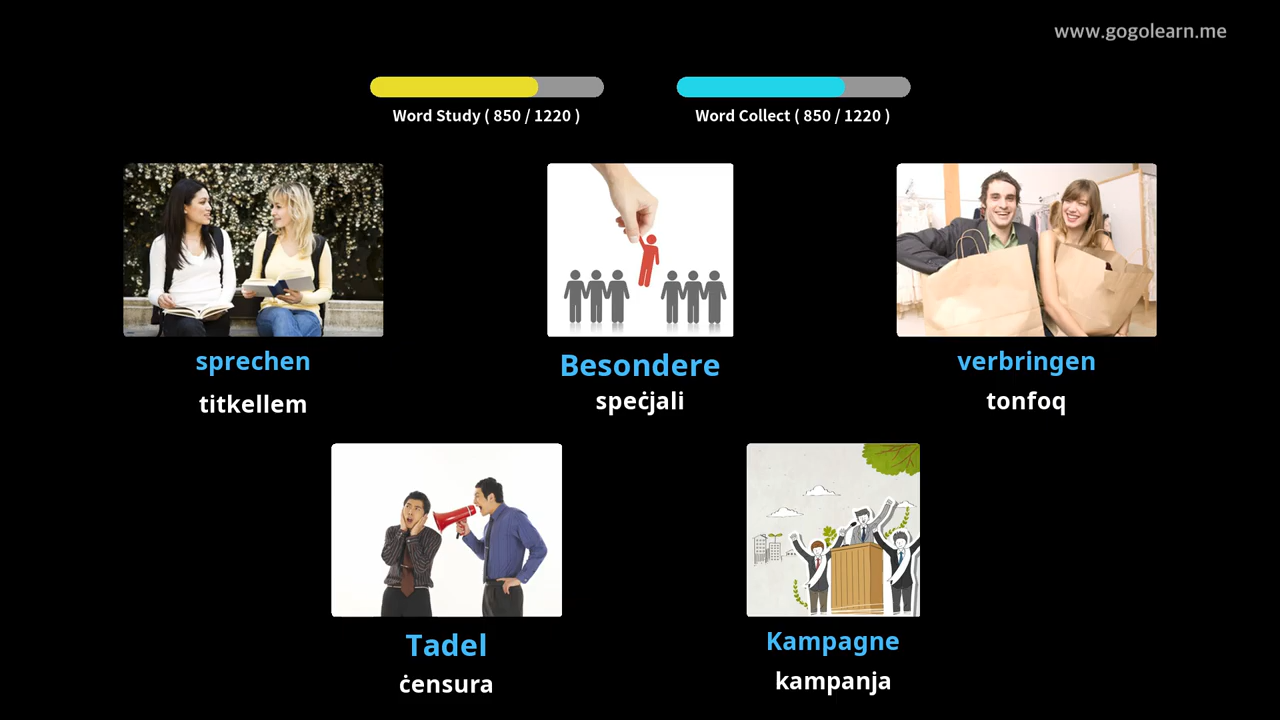 www.gogolearn.me
Word Study ( 850 / 1220 )
Word Collect ( 850 / 1220 )
sprechen
titkellem
Besondere
speċjali
verbringen
tonfoq
Tadel
ċensura
Kampagne
kampanja